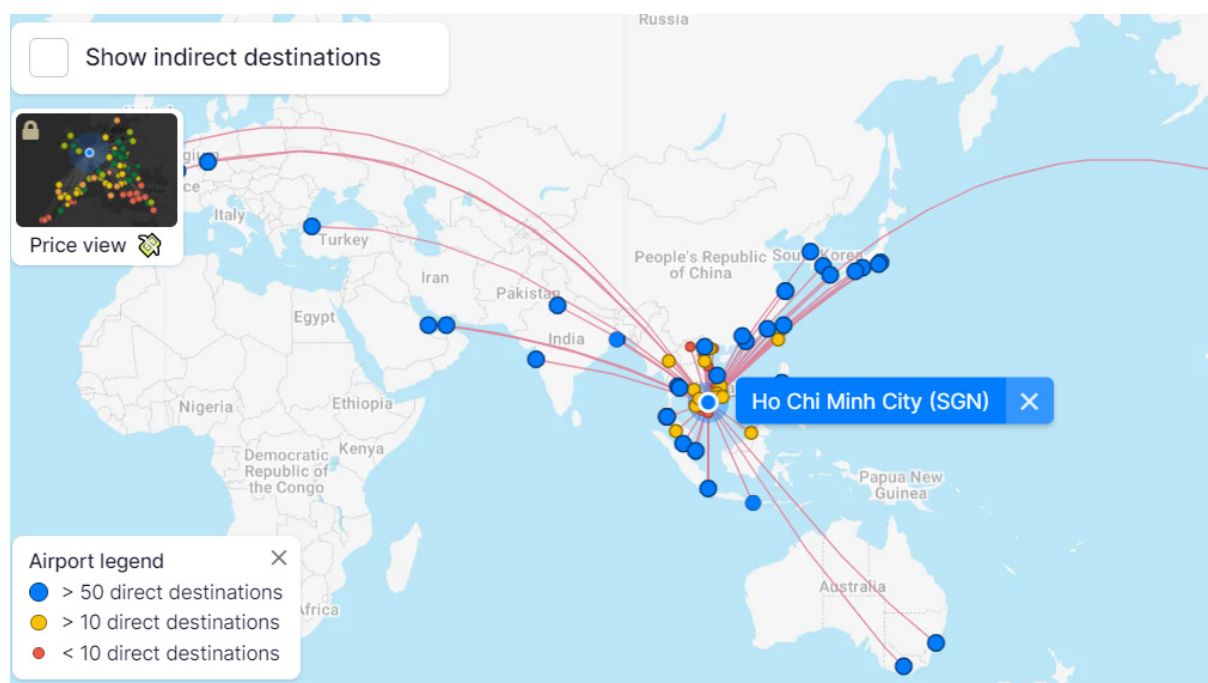 Russia
Show indirect destinations
Italy
Price view
Turkey
Iran
Pakistan
Egypt
India
People's Republic
of China
South Korea
Nigeria
Ethiopia
Kenya
Democratic
Republic of
the Congo
Ho Chi Minh City (SGN)
Papua New
Guinea
Australia
Airport legend
> 50 direct destinations
> 10 direct destinations
< 10 direct destinations